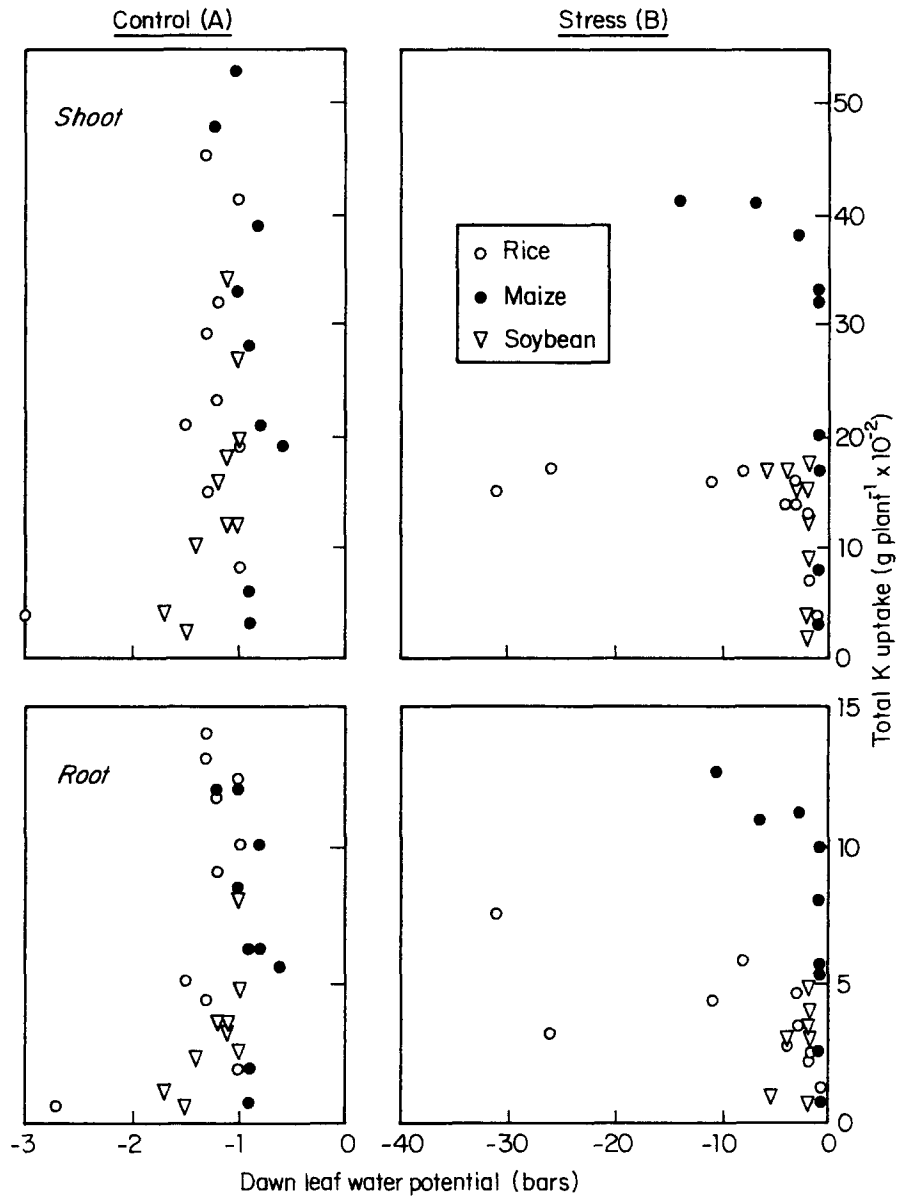 Control (A)
Stress (B)
Shoot
Rice
Maize
Soybean
50
40
30
20
10
0
Root
15
10
5
0
-3 -2 -1 0
-40 -30 -20 -10 0
Total K uptake (g plant⁻¹ x 10⁻²)
Dawn leaf water potential (bars)